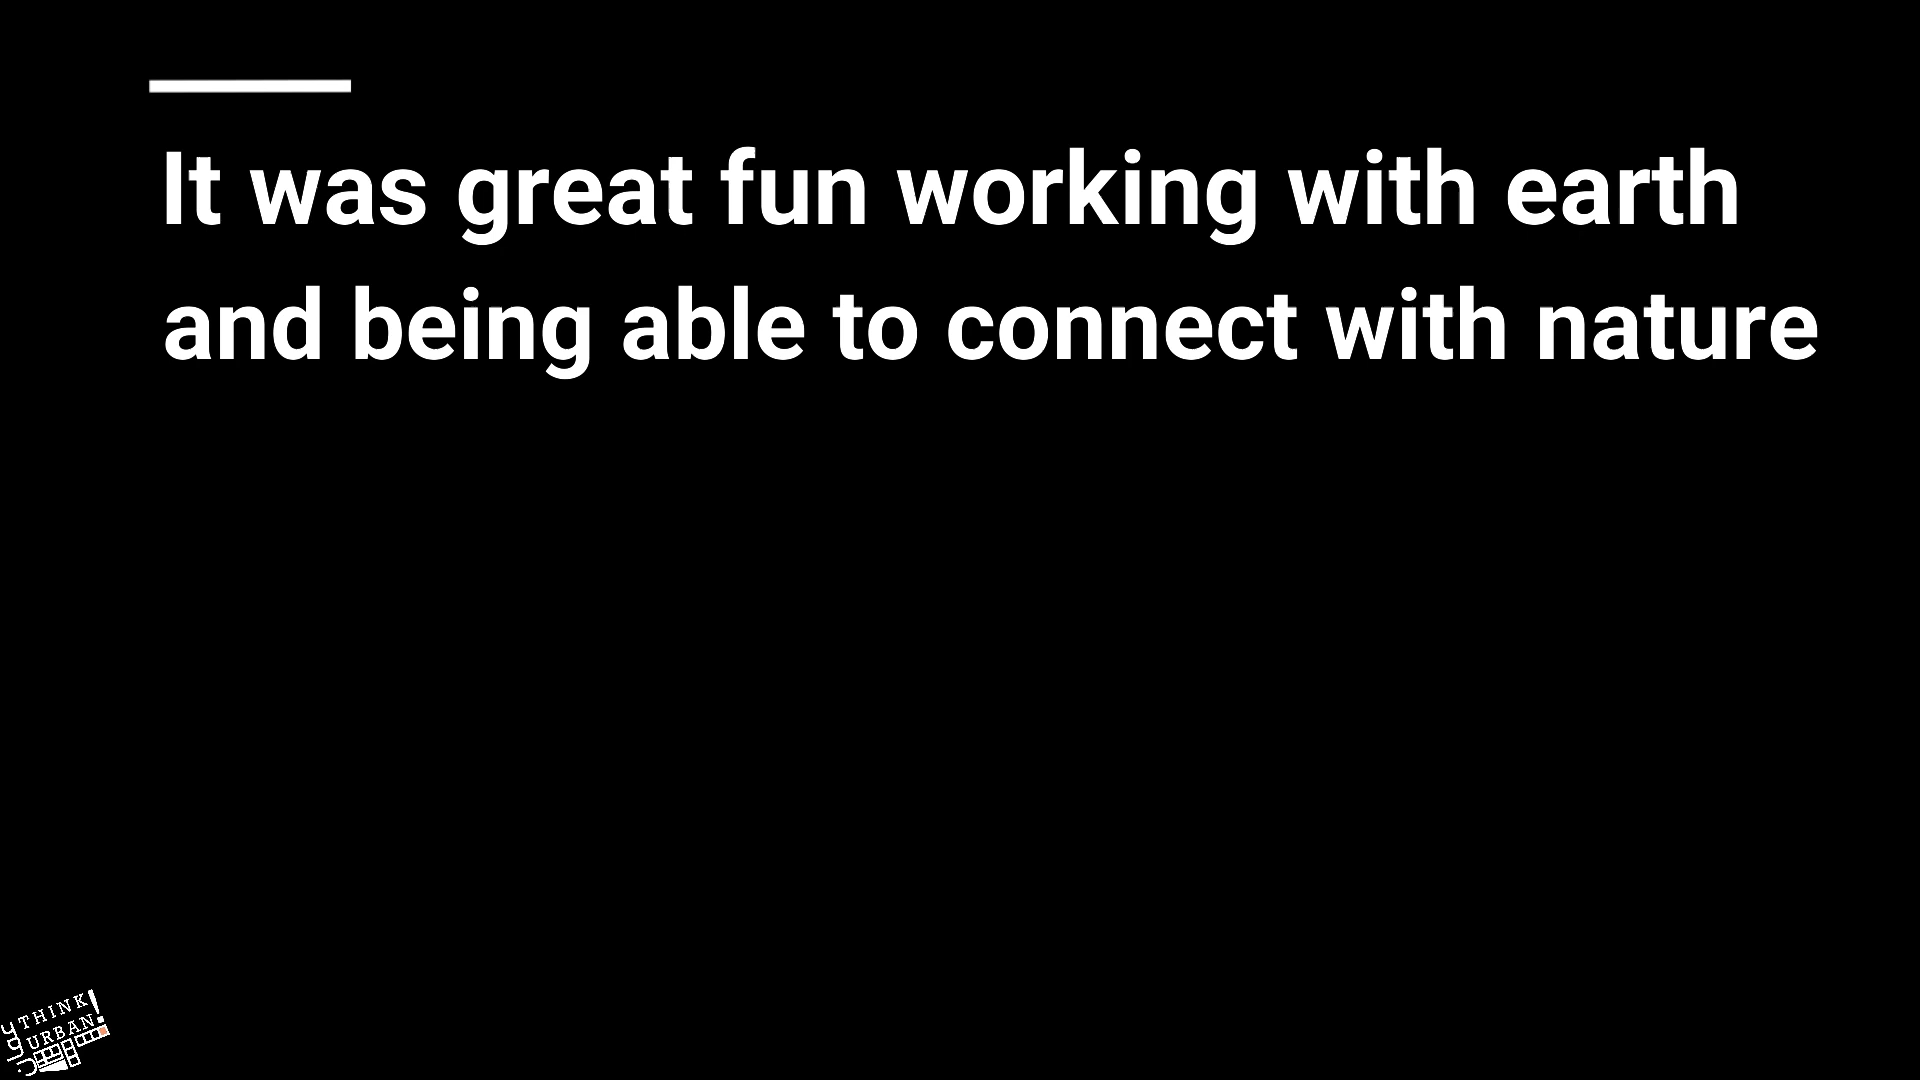 It was great fun working with earth
and being able to connect with nature
THINK
URBAN!